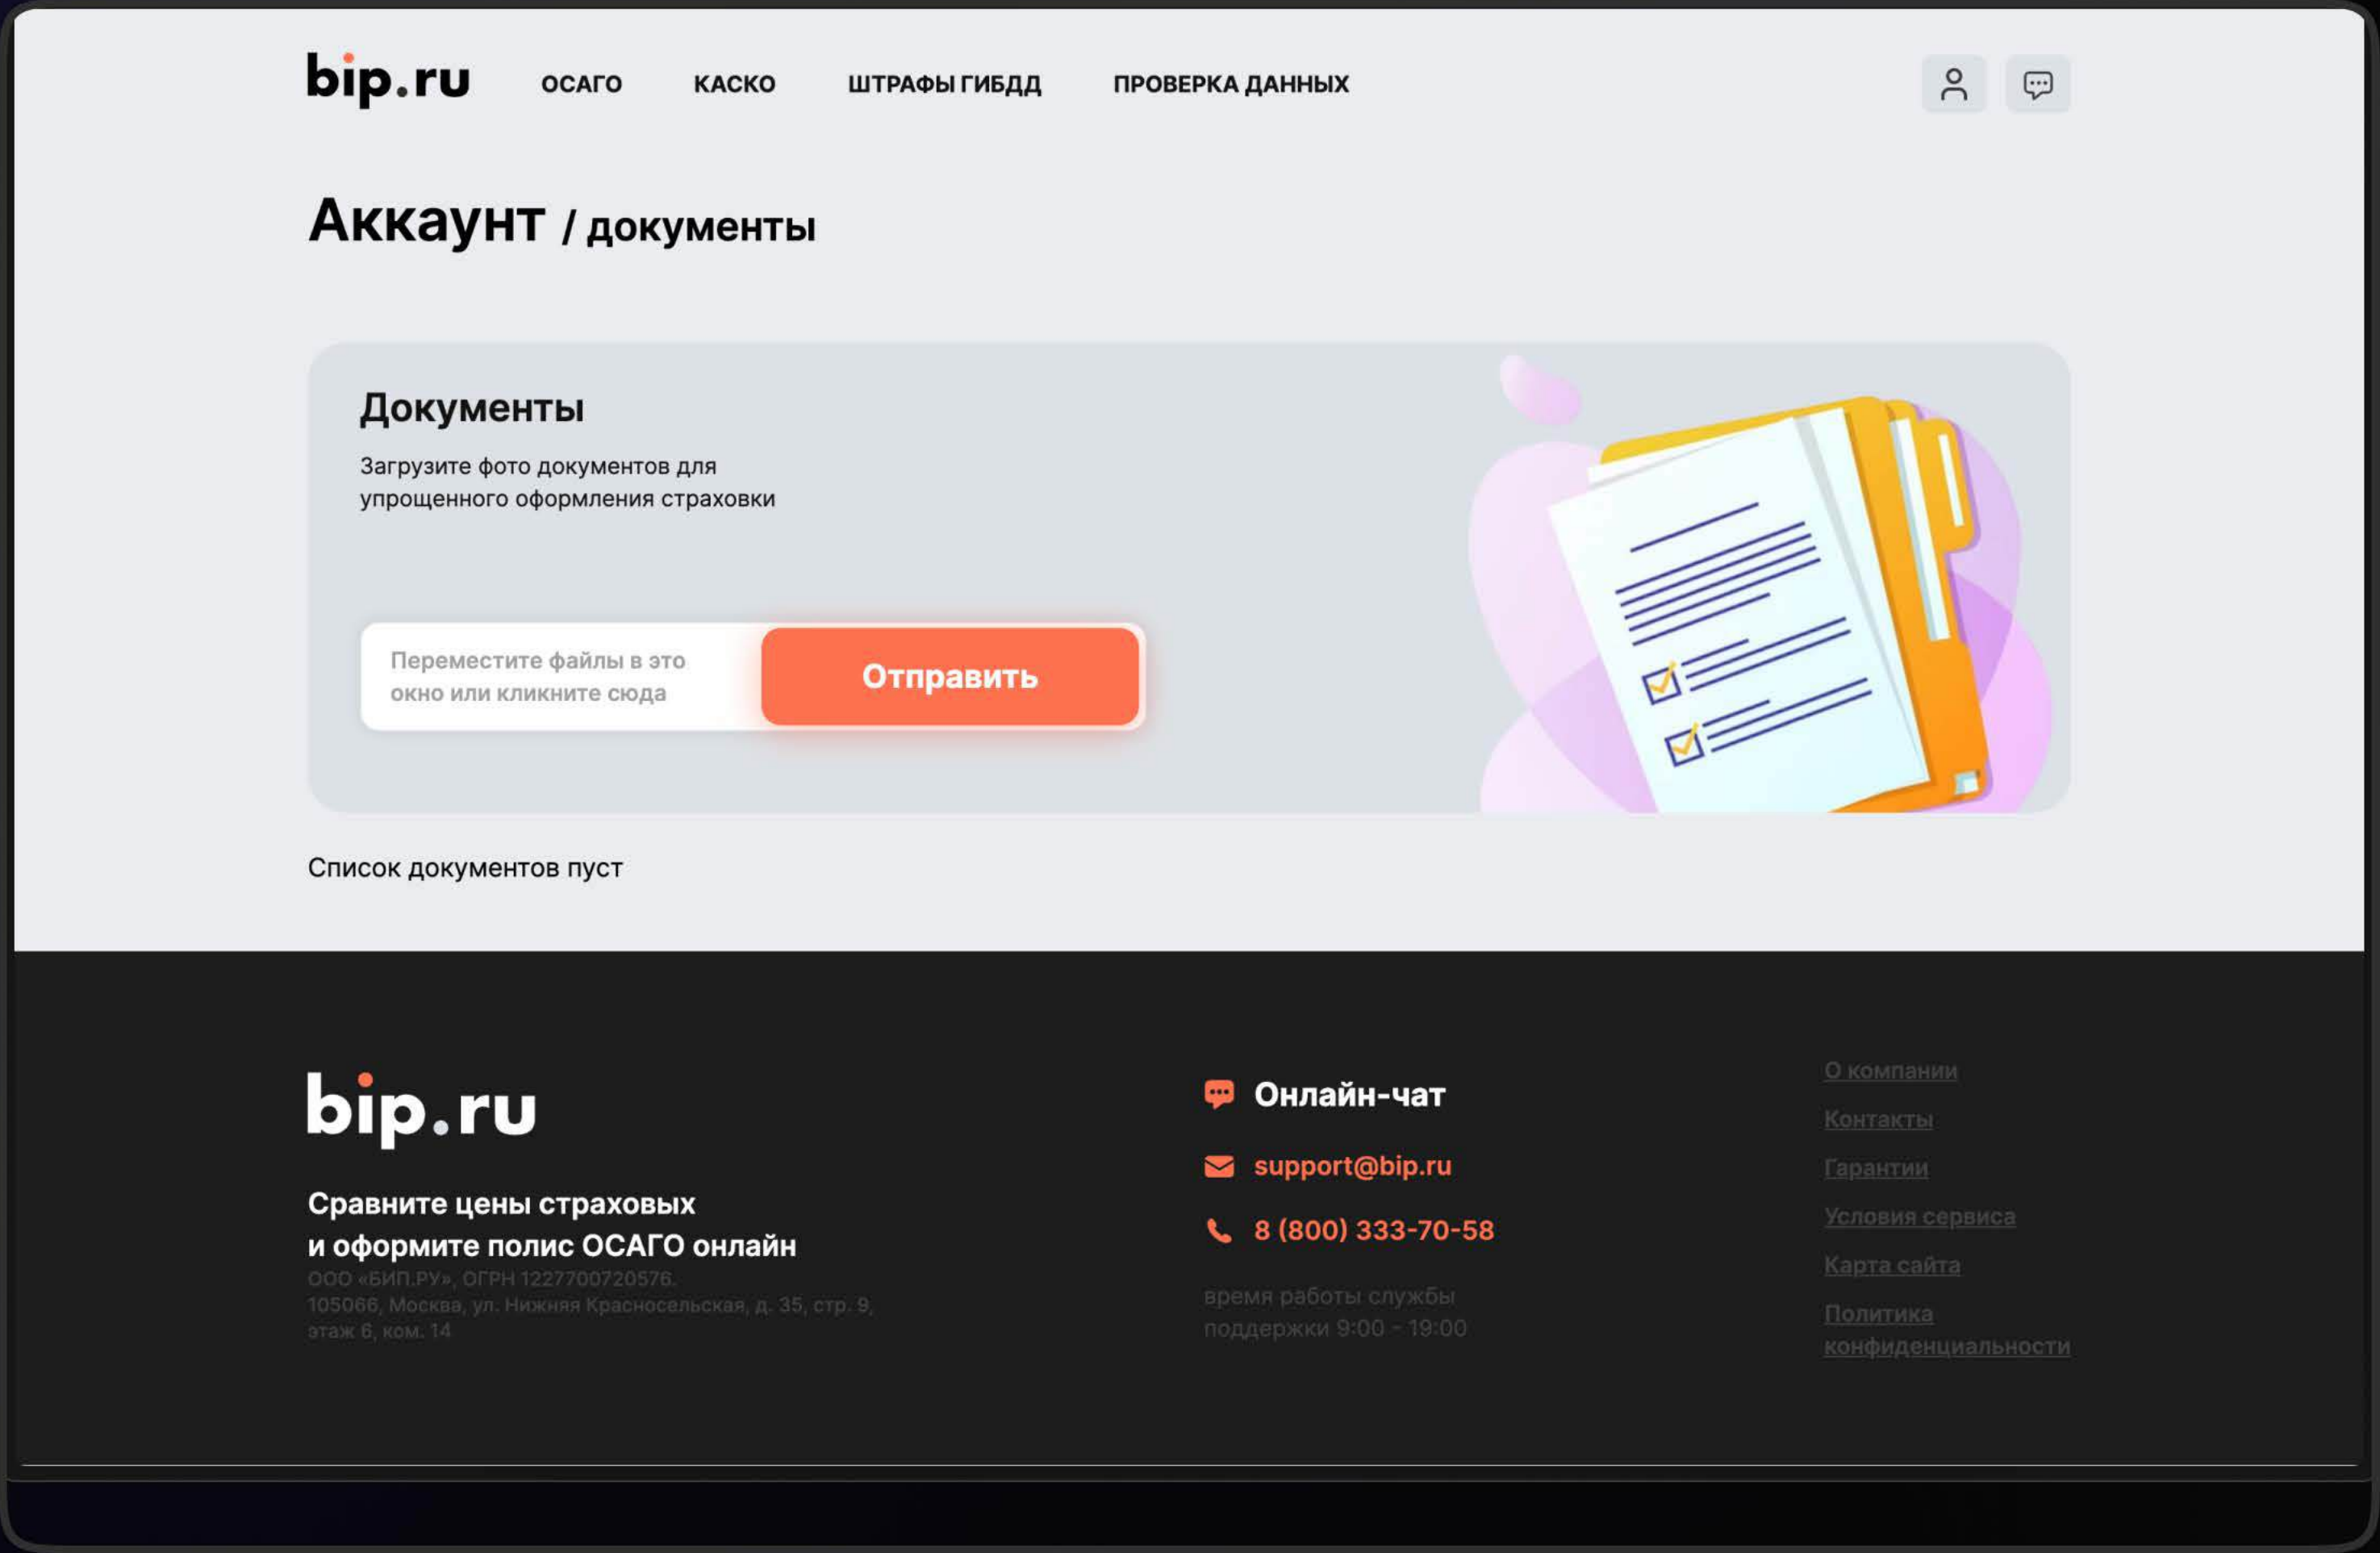 bip.ru
ОСАГО
КАСКО
ШТРАФЫ ГИБДД
ПРОВЕРКА ДАННЫХ
Аккаунт / документы
Документы
Загрузите фото документов для
упрощенного оформления страховки
Переместите файлы в это
окно или кликните сюда
Отправить
Список документов пуст
bip.ru
Сравните цены страховых
и оформите полис ОСАГО онлайн
ООО «БИП.РУ», ОГРН 1227700720576.
105066, Москва, ул. Нижняя Красносельская, д. 35, стр. 9,
этаж 6, ком. 14
Онлайн-чат
support@bip.ru
8 (800) 333-70-58
время работы службы
поддержки 9:00 - 19:00
О компании
Контакты
Гарантии
Условия сервиса
Карта сайта
Политика
конфиденциальности